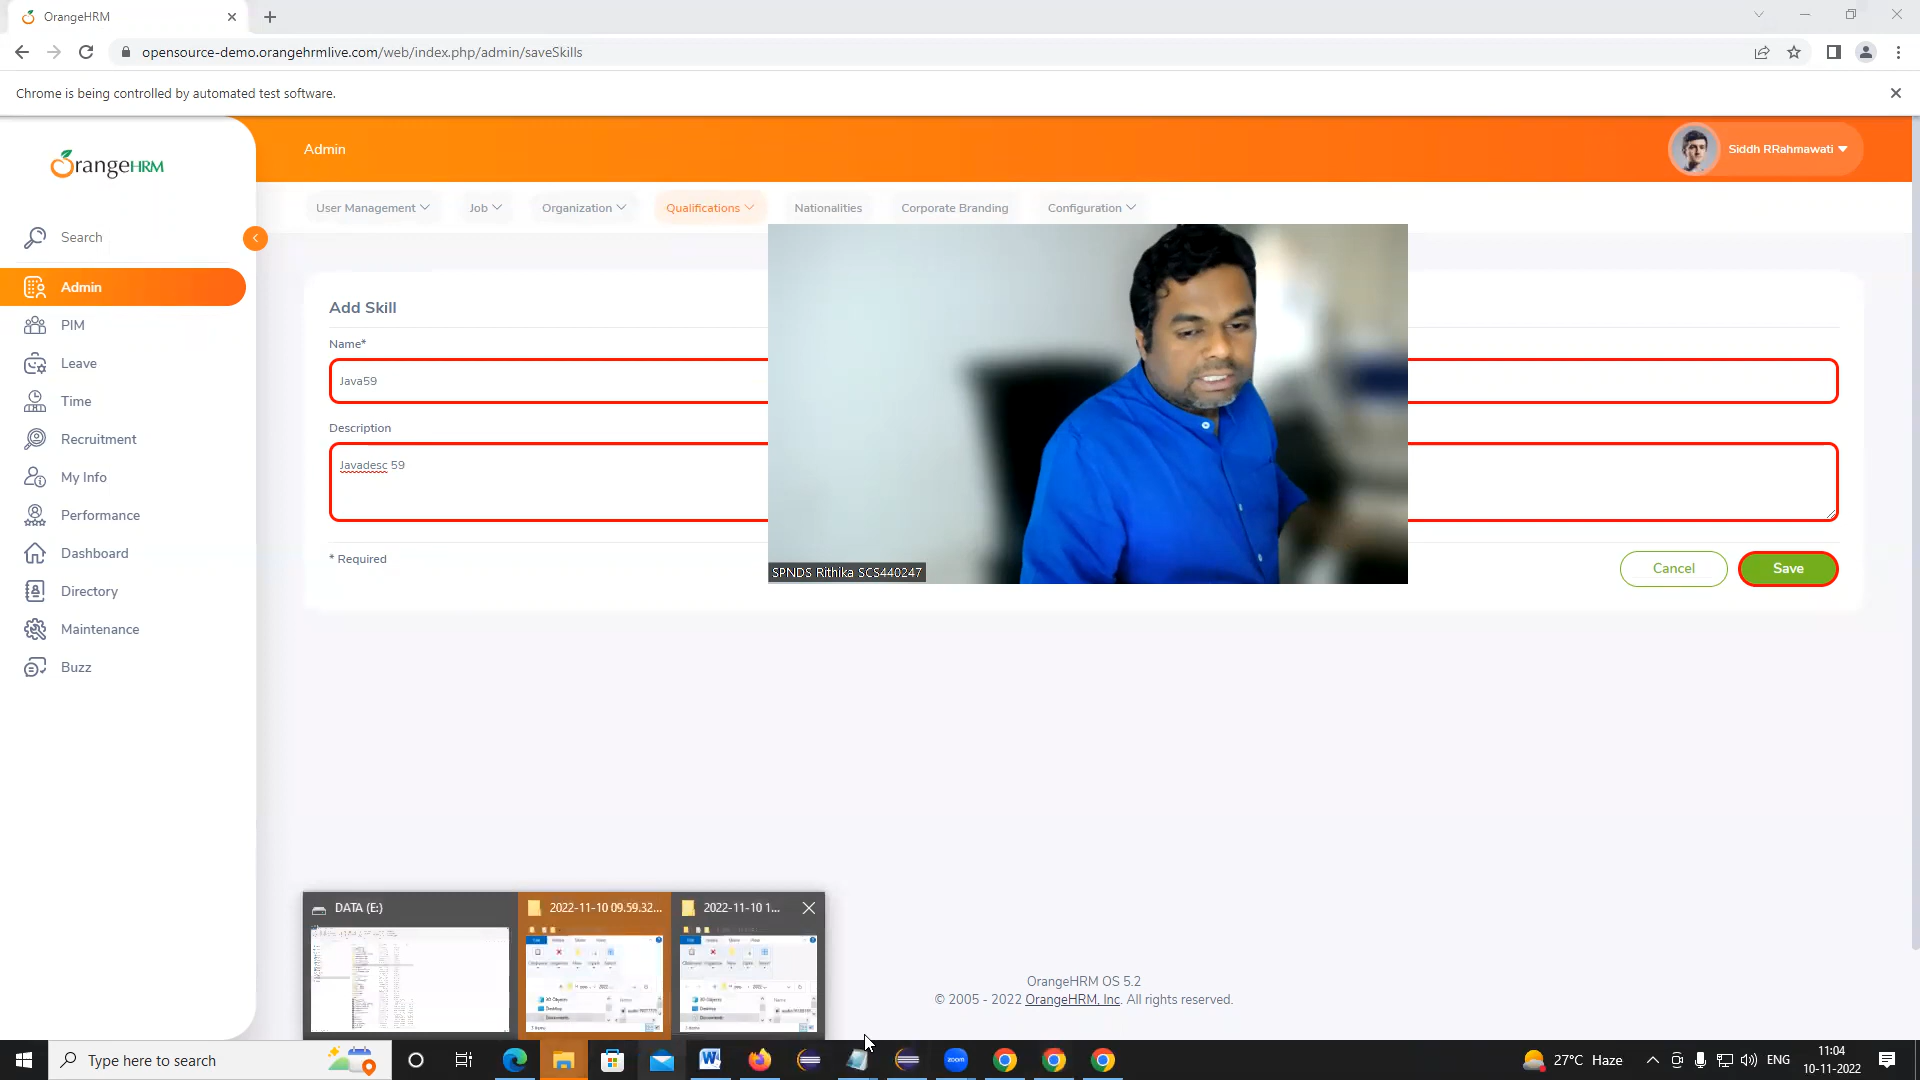 OrangeHRM
opensource-demo.orangehrmlive.com/web/index.php/admin/saveSkills
Chrome is being controlled by automated test software.
OrangeHRM
Admin
Siddh RRahmawati
User Management
Job
Organization
Qualifications
Nationalities
Corporate Branding
Configuration
Search
Admin
PIM
Leave
Time
Recruitment
My Info
Performance
Dashboard
Directory
Maintenance
Buzz
Add Skill
Name*
Java59
Description
Javadesc 59
* Required
Cancel
Save
SPNDS Rithika SCS440247
DATA (E:)
2022-11-10 09.59.32...
2022-11-10 1...
OrangeHRM OS 5.2
© 2005 - 2022 OrangeHRM, Inc. All rights reserved.
Type here to search
zoom
27°C Haze
ENG
11:04
10-11-2022